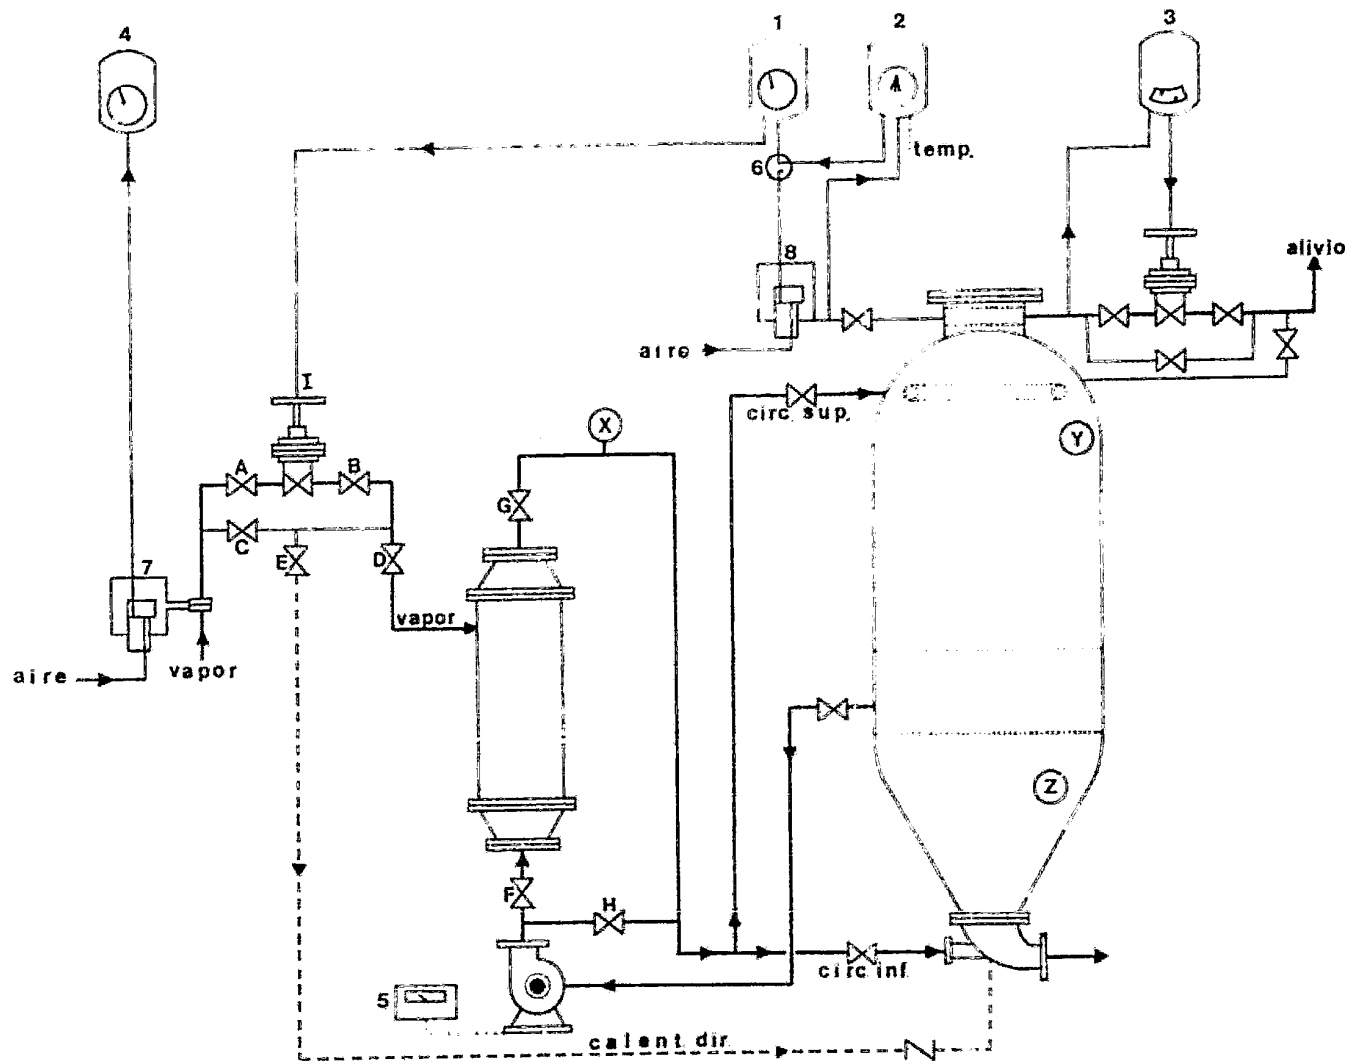 4
1
2
3
temp.
6
8
alivio
aire
I
circ. sup.
X
Y
A
B
G
C
E
D
7
vapor
aire
vapor
Z
F
H
circ inf
5
calent dir.